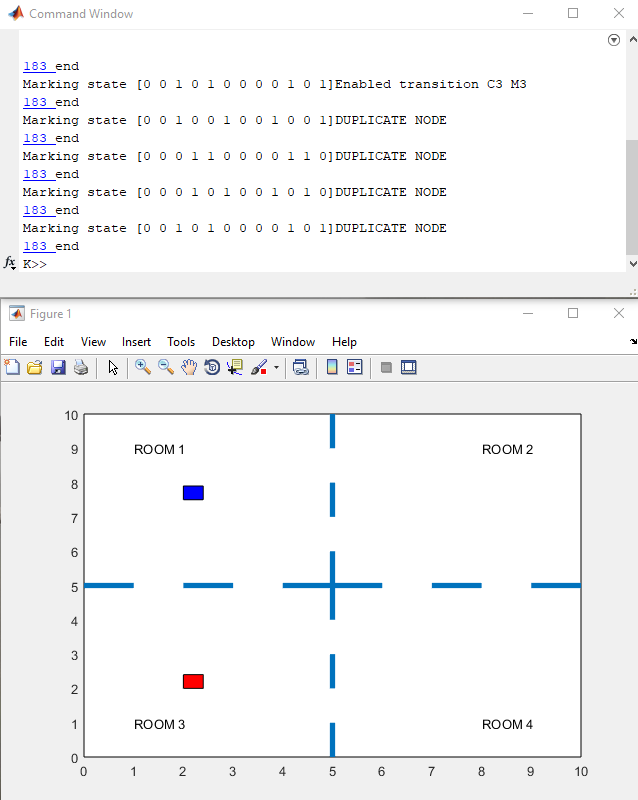 Command Window
183 end
Marking state [0 0 1 0 1 0 0 0 0 1 0 1]Enabled transition C3 M3
183 end
Marking state [0 0 1 0 0 1 0 0 1 0 0 1]DUPLICATE NODE
183 end
Marking state [0 0 0 1 1 0 0 0 0 1 1 0]DUPLICATE NODE
183 end
Marking state [0 0 0 1 0 1 0 0 1 0 1 0]DUPLICATE NODE
183 end
Marking state [0 0 1 0 1 0 0 0 0 1 0 1]DUPLICATE NODE
183 end
fx K>>
Figure 1
File Edit View Insert Tools Desktop Window Help
10
9
8
7
6
5
4
3
2
1
0
ROOM 1 ROOM 2
ROOM 3 ROOM 4
0 1 2 3 4 5 6 7 8 9 10